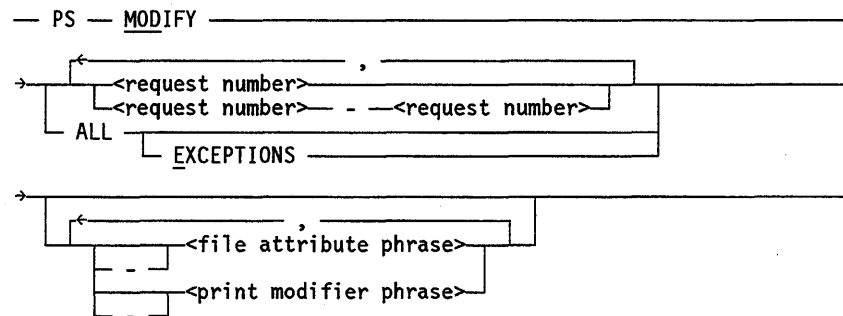 PS — MODIFY
,
<request number>
<request number> - <request number>
ALL
EXCEPTIONS
,
<file attribute phrase>
-
<print modifier phrase>
-